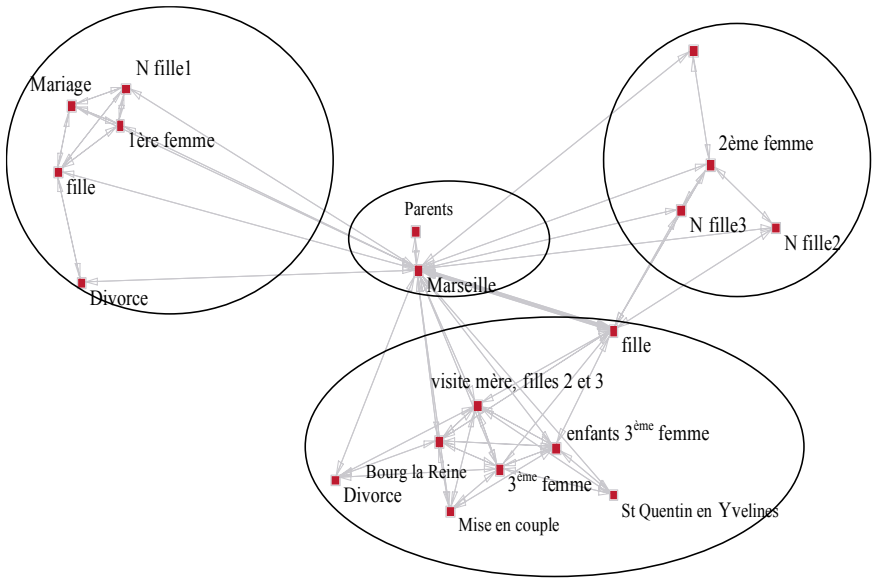 N fille1
Mariage
1ère femme
fille
Divorce
Parents
Marseille
2ème femme
N fille3
N fille2
fille
visite mère, filles 2 et 3
enfants 3ème femme
Bourg la Reine
3ème femme
Divorce
St Quentin en Yvelines
Mise en couple